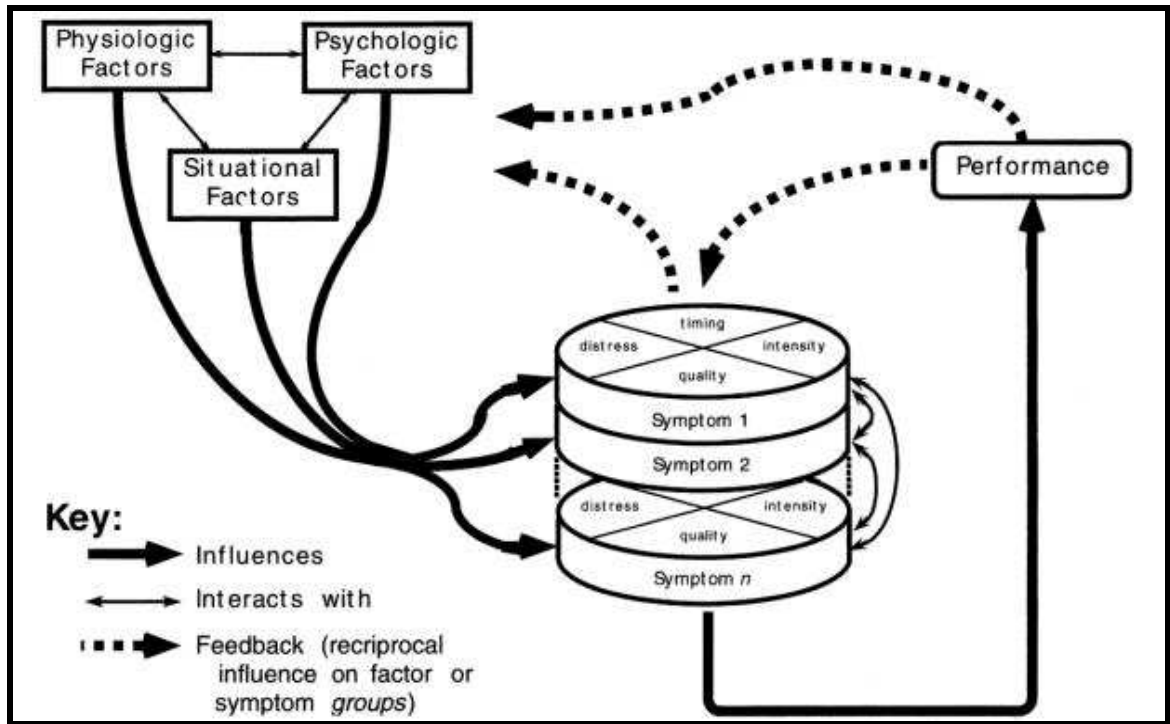 Physiologic
Factors
Psychologic
Factors
Situational
Factors
Performance
timing
distress
intensity
quality
Symptom 1
Symptom 2
distress
intensity
quality
Symptom n
Key:
Influences
Interacts with
Feedback (recriprocal
influence on factor or
symptom groups)